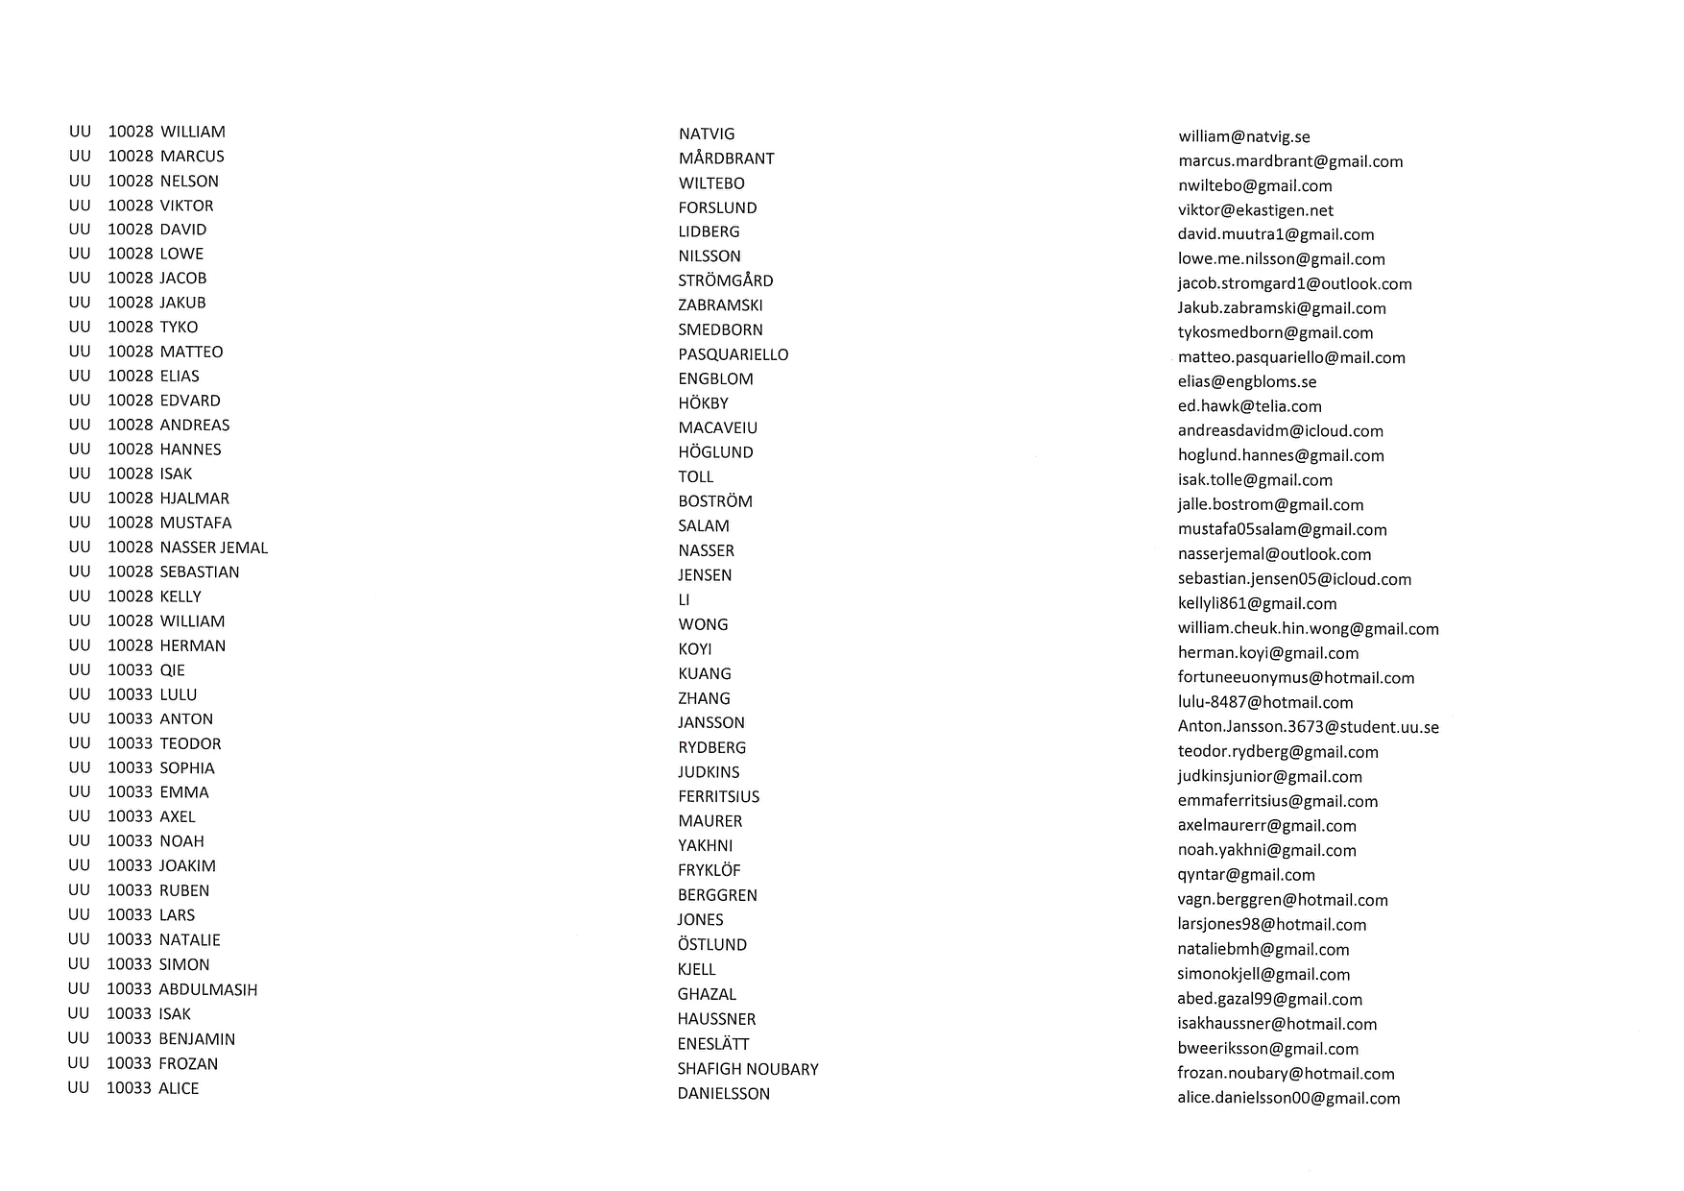 UU 10028 WILLIAM NATVIG william@natvig.se
UU 10028 MARCUS MÅRDBRANT marcus.mardbrant@gmail.com
UU 10028 NELSON WILTEBO nwiltebo@gmail.com
UU 10028 VIKTOR FORSLUND viktor@ekastigen.net
UU 10028 DAVID LIDBERG david.muutra1@gmail.com
UU 10028 LOWE NILSSON lowe.me.nilsson@gmail.com
UU 10028 JACOB STRÖMGÅRD jacob.stromgard1@outlook.com
UU 10028 JAKUB ZABRAMSKI Jakub.zabramski@gmail.com
UU 10028 TYKO SMEDBORN tykosmedborn@gmail.com
UU 10028 MATTEO PASQUARIELLO matteo.pasquariello@mail.com
UU 10028 ELIAS ENGBLOM elias@engbloms.se
UU 10028 EDVARD HÖKBY ed.hawk@telia.com
UU 10028 ANDREAS MACAVEIU andreasdavidm@icloud.com
UU 10028 HANNES HÖGLUND hoglund.hannes@gmail.com
UU 10028 ISAK TOLL isak.tolle@gmail.com
UU 10028 HJALMAR BOSTRÖM jalle.bostrom@gmail.com
UU 10028 MUSTAFA SALAM mustafa05salam@gmail.com
UU 10028 NASSER JEMAL NASSER nasserjemal@outlook.com
UU 10028 SEBASTIAN JENSEN sebastian.jensen05@icloud.com
UU 10028 KELLY LI kellyli861@gmail.com
UU 10028 WILLIAM WONG william.cheuk.hin.wong@gmail.com
UU 10028 HERMAN KOYI herman.koyi@gmail.com
UU 10033 QIE KUANG fortuneeuonymus@hotmail.com
UU 10033 LULU ZHANG lulu-8487@hotmail.com
UU 10033 ANTON JANSSON Anton.Jansson.3673@student.uu.se
UU 10033 TEODOR RYDBERG teodor.rydberg@gmail.com
UU 10033 SOPHIA JUDKINS judkinsjunior@gmail.com
UU 10033 EMMA FERRITSIUS emmaferritsius@gmail.com
UU 10033 AXEL MAURER axelmaurerr@gmail.com
UU 10033 NOAH YAKHNI noah.yakhni@gmail.com
UU 10033 JOAKIM FRYKLÖF qyntar@gmail.com
UU 10033 RUBEN BERGGREN vagn.berggren@hotmail.com
UU 10033 LARS JONES larsjones98@hotmail.com
UU 10033 NATALIE ÖSTLUND nataliebmh@gmail.com
UU 10033 SIMON KJELL simonokjell@gmail.com
UU 10033 ABDULMASIH GHAZAL abed.gazal99@gmail.com
UU 10033 ISAK HAUSSNER isakhaussner@hotmail.com
UU 10033 BENJAMIN ENESLÄTT bweeriksson@gmail.com
UU 10033 FROZAN SHAFIGH NOUBARY frozan.noubary@hotmail.com
UU 10033 ALICE DANIELSSON alice.danielsson00@gmail.com